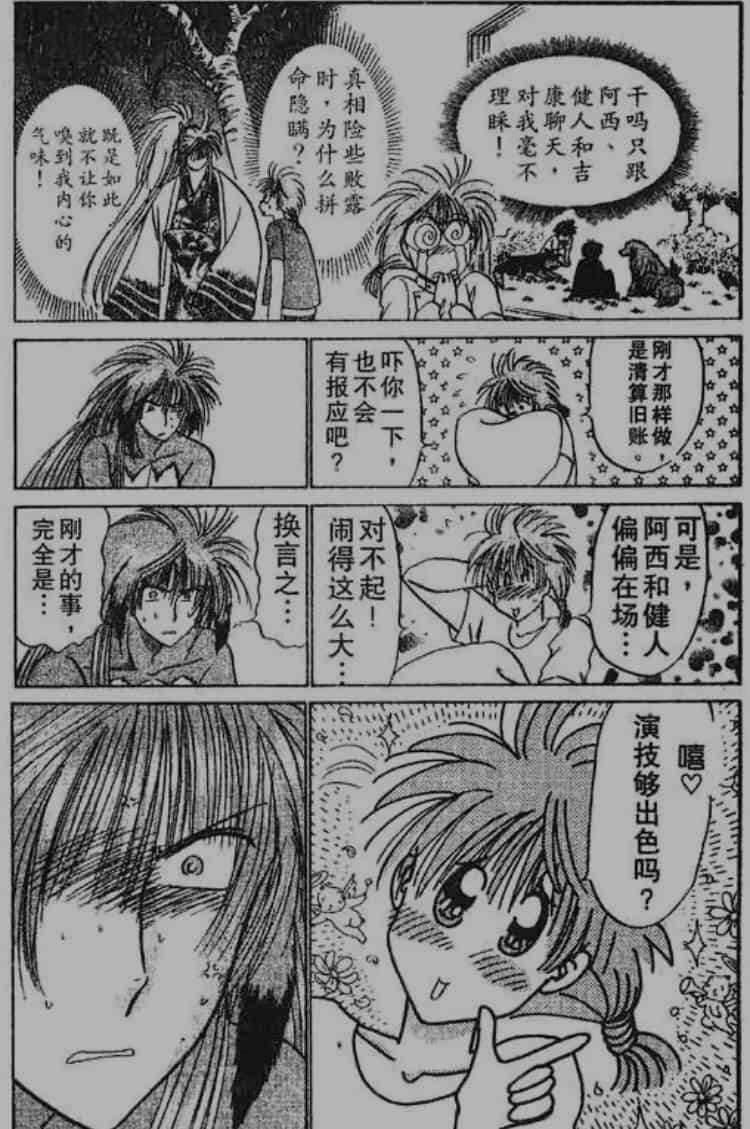 干吗只跟
阿西、
健人和吉
康聊天，
对我毫不
理睬！
真相险些败露
时，为什么拼
命隐瞒？
既是如此
就不让你
嗅到我内心的
气味！
刚才那样做，
是清算旧账。
吓你一下，
也不会
有报应吧？
可是，
阿西和健人
偏偏在场…
对不起！
闹得这么大…
换言之…
刚才的事，
完全是…
嘻♡
演技够出色吗？